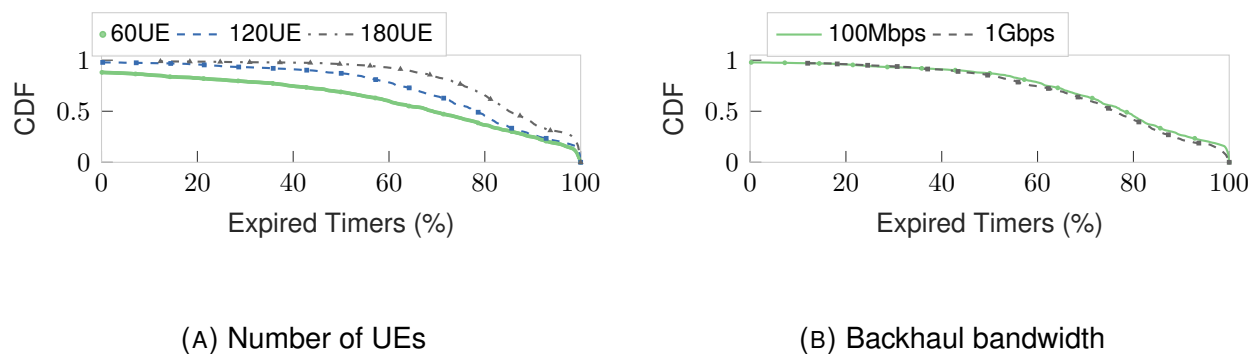 60UE 120UE 180UE
1
0.5
0
CDF
0 20 40 60 80 100
Expired Timers (%)
(A) Number of UEs
100Mbps 1Gbps
1
0.5
0
CDF
0 20 40 60 80 100
Expired Timers (%)
(B) Backhaul bandwidth